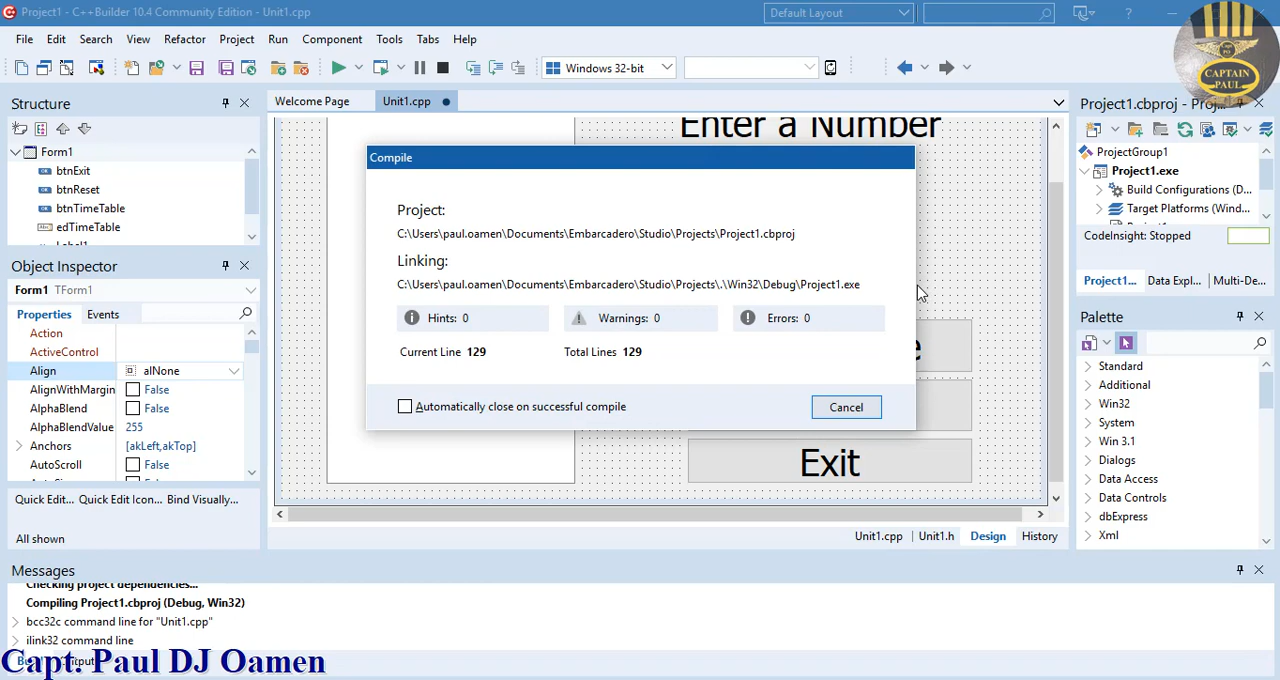 Project1 - C++Builder 10.4 Community Edition - Unit1.cpp
Default Layout
?
File Edit Search View Refactor Project Run Component Tools Tabs Help
Windows 32-bit
CAPTAIN
PAUL
Structure
Welcome Page
Unit1.cpp
Project1.cbproj - Proj...
Form1
btnExit
btnReset
btnTimeTable
edTimeTable
Label1
Enter a Number
ProjectGroup1
Project1.exe
Build Configurations (D...
Target Platforms (Wind...
CodeInsight: Stopped
Project1... Data Expl... Multi-De...
Object Inspector
Form1 TForm1
Properties Events
Action
ActiveControl
Align alNone
AlignWithMargin False
AlphaBlend False
AlphaBlendValue 255
Anchors [akLeft,akTop]
AutoScroll False
AutoSize False
Quick Edit... Quick Edit Icon... Bind Visually...
All shown
Compile
Project:
C:\Users\paul.oamen\Documents\Embarcadero\Studio\Projects\Project1.cbproj
Linking:
C:\Users\paul.oamen\Documents\Embarcadero\Studio\Projects\.\Win32\Debug\Project1.exe
Hints: 0
Warnings: 0
Errors: 0
Current Line 129
Total Lines 129
Automatically close on successful compile
Cancel
Exit
Unit1.cpp Unit1.h Design History
Palette
Standard
Additional
Win32
System
Win 3.1
Dialogs
Data Access
Data Controls
dbExpress
Xml
Messages
Checking project dependencies...
Compiling Project1.cbproj (Debug, Win32)
bcc32c command line for "Unit1.cpp"
ilink32 command line
Capt. Paul DJ Oamen